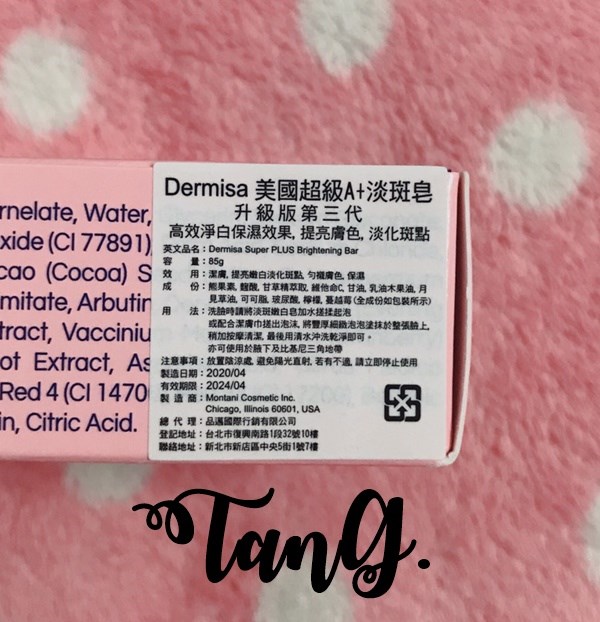 rnelate, Water,
xide (CI 77891)
cao (Cocoa) S
mitate, Arbutin
tract, Vacciniu
ot Extract, As
Red 4 (CI 1470
in, Citric Acid.
Dermisa 美國超級A+淡斑皂
升級版第三代
高效淨白保濕效果, 提亮膚色, 淡化斑點
英文品名：Dermisa Super PLUS Brightening Bar
容 量：85g
效 用：潔膚, 提亮嫩白淡化斑點, 勻襯膚色, 保濕
成 份：熊果素, 麴酸, 甘草精萃取, 維他命C, 甘油, 乳油木果油, 月
見草油, 可可脂, 玻尿酸, 檸檬, 蔓越莓 (全成份如包裝所示)
用 法：洗臉時請將淡斑嫩白皂加水搓揉起泡
或配合潔膚巾搓出泡沫, 將豐厚細緻泡泡塗抹於整張臉上,
稍加按摩清潔, 最後用清水沖洗乾淨即可。
亦可使用於腋下及比基尼三角地帶
注意事項：放置陰涼處, 避免陽光直射, 若有不適, 請立即停止使用
製造日期：2020/04
有效期限：2024/04
製 造 商：Montani Cosmetic Inc.
Chicago, Illinois 60601, USA
總 代 理：品邁國際行銷有限公司
登記地址：台北市復興南路1段32號10樓
聯絡地址：新北市新店區中央5街1號7樓
TanG.